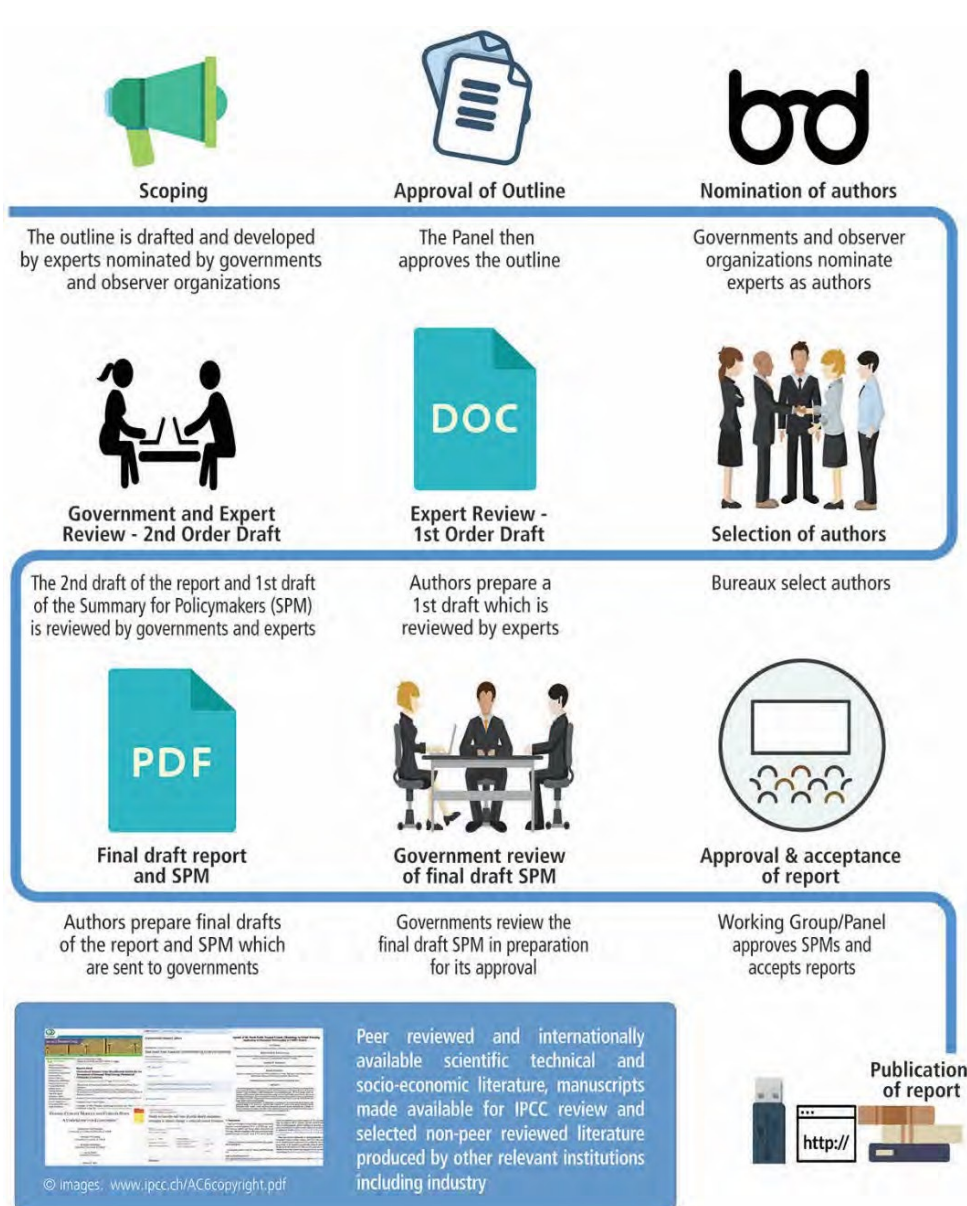 Scoping
The outline is drafted and developed
by experts nominated by governments
and observer organizations
Approval of Outline
The Panel then
approves the outline
Nomination of authors
Governments and observer
organizations nominate
experts as authors
Selection of authors
Bureaux select authors
DOC
Expert Review -
1st Order Draft
Authors prepare a
1st draft which is
reviewed by experts
Government and Expert
Review - 2nd Order Draft
The 2nd draft of the report and 1st draft
of the Summary for Policymakers (SPM)
is reviewed by governments and experts
PDF
Final draft report
and SPM
Authors prepare final drafts
of the report and SPM which
are sent to governments
Government review
of final draft SPM
Governments review the
final draft SPM in preparation
for its approval
Approval & acceptance
of report
Working Group/Panel
approves SPMs and
accepts reports
Publication
of report
http://
Peer reviewed and internationally
available scientific technical and
socio-economic literature, manuscripts
made available for IPCC review and
selected non-peer reviewed literature
produced by other relevant institutions
including industry
© images: www.ipcc.ch/AC6copyright.pdf